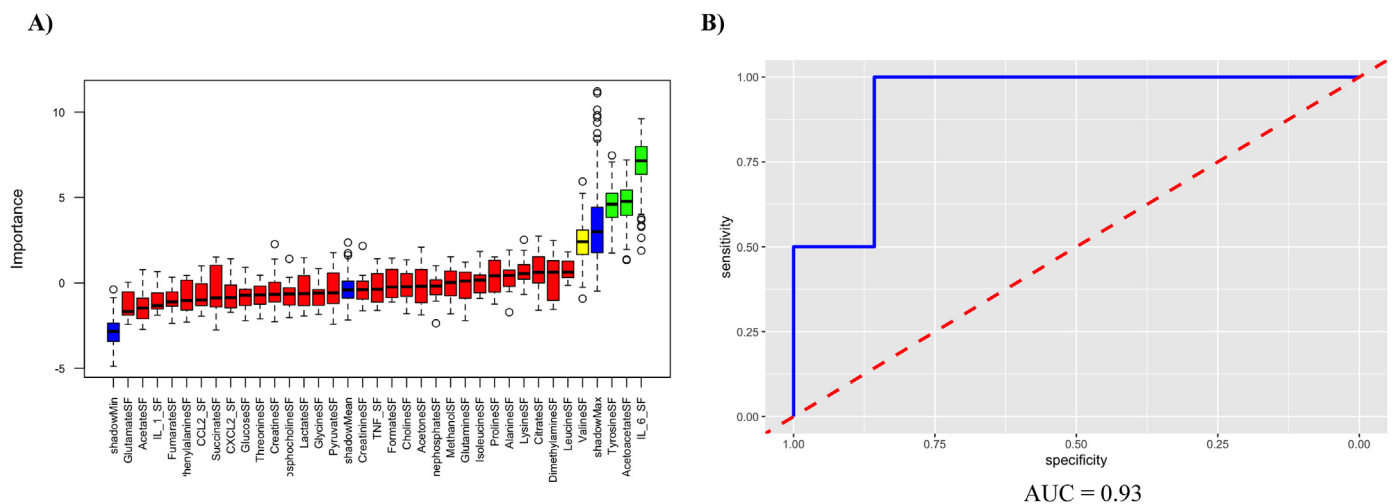 A)
Importance
10
5
0
-5
shadowMin
GlutamateSF
AcetateSF
IL_1_SF
FumarateSF
PhenylalanineSF
CCL2_SF
SuccinateSF
CXCL2_SF
GlucoseSF
ThreonineSF
CreatineSF
osphocholineSF
LactateSF
GlycineSF
PyruvateSF
shadowMean
CreatinineSF
TNF_SF
FormateSF
CholineSF
AcetoneSF
nephosphateSF
MethanolSF
GlutamineSF
IsoleucineSF
ProlineSF
AlanineSF
LysineSF
CitrateSF
DimethylamineSF
LeucineSF
ValineSF
shadowMax
TyrosineSF
AcetoacetateSF
IL_6_SF
B)
sensitivity
1.00
0.75
0.50
0.25
0.00
1.00
0.75
0.50
0.25
0.00
specificity
AUC = 0.93